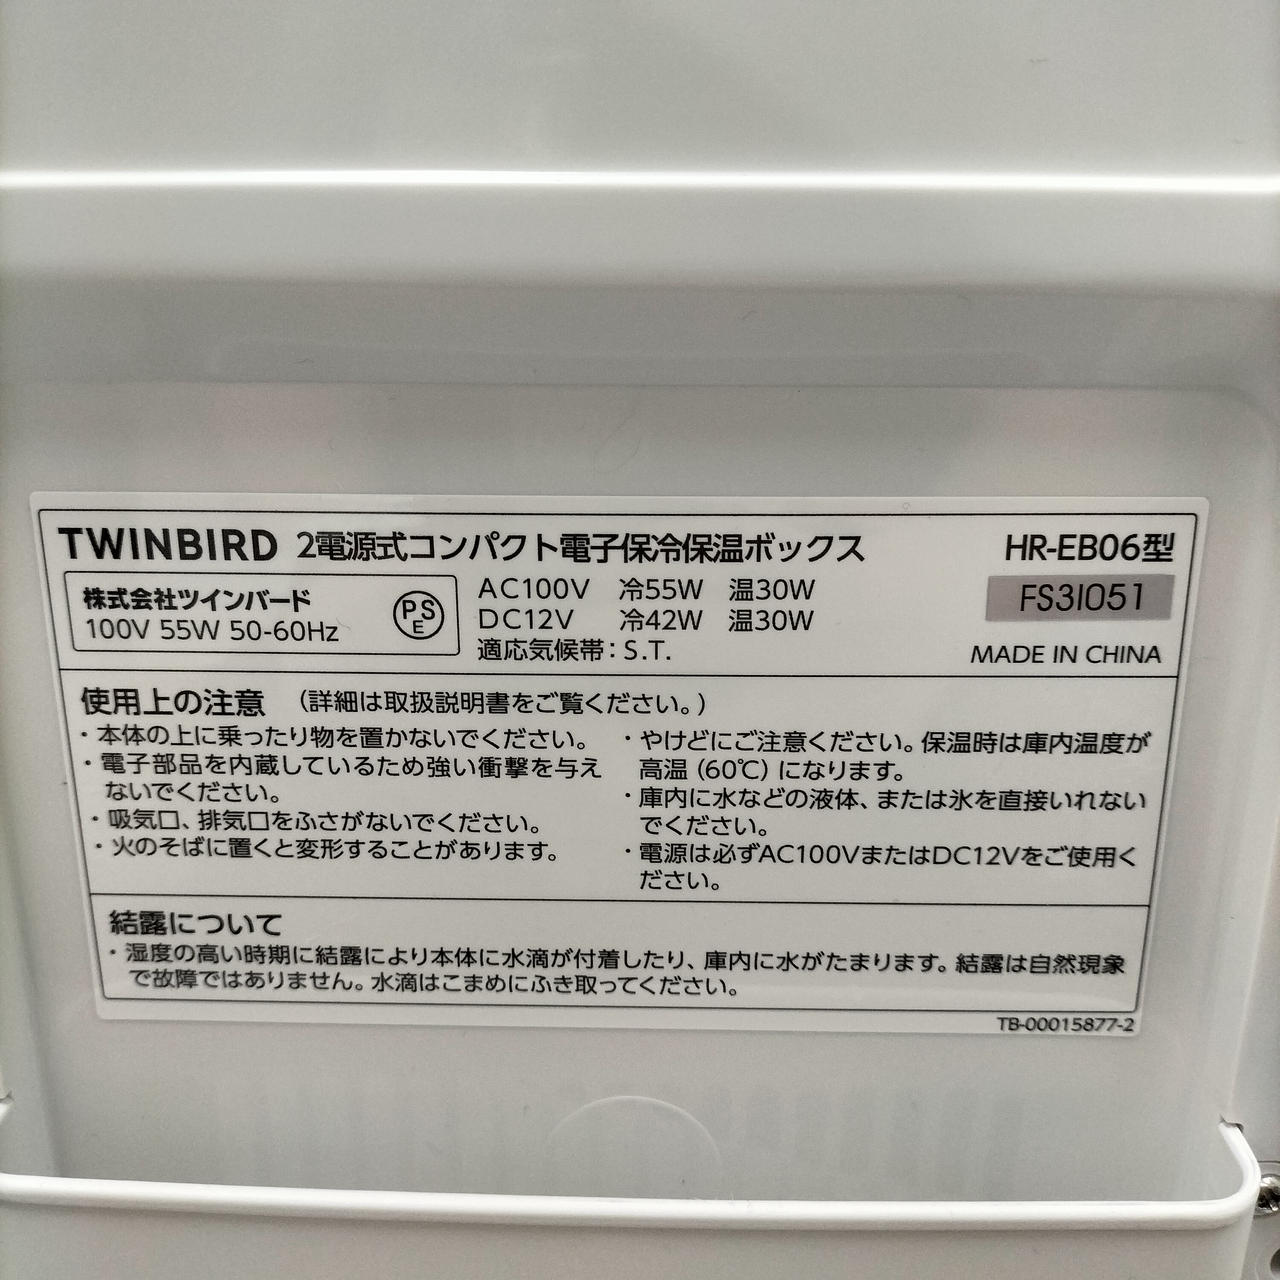 TWINBIRD 2電源式コンパクト電子保冷保温ボックス HR-EB06型
株式会社ツインバード
100V 55W 50-60Hz
PSE
AC100V 冷55W 温30W
DC12V 冷42W 温30W
適応気候帯：S.T.
FS3I051
MADE IN CHINA
使用上の注意 （詳細は取扱説明書をご覧ください。）
・本体の上に乗ったり物を置かないでください。
・電子部品を内蔵しているため強い衝撃を与え
ないでください。
・吸気口、排気口をふさがないでください。
・火のそばに置くと変形することがあります。
・やけどにご注意ください。保温時は庫内温度が
高温（60℃）になります。
・庫内に水などの液体、または氷を直接いれない
でください。
・電源は必ずAC100VまたはDC12Vをご使用く
ださい。
結露について
・湿度の高い時期に結露により本体に水滴が付着したり、庫内に水がたまります。結露は自然現象
で故障ではありません。水滴はこまめにふき取ってください。
TB-00015877-2